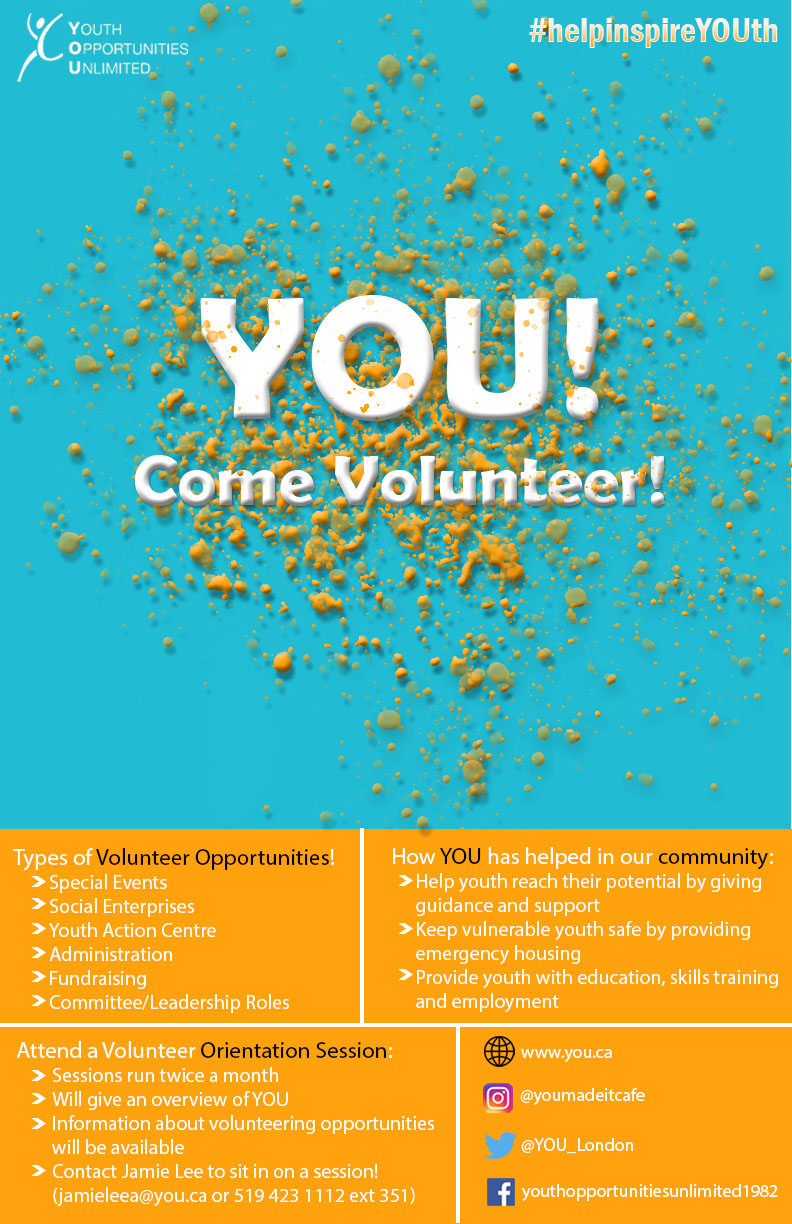 YOUTH
OPPORTUNITIES
UNLIMITED
#helpinspireYOUth
YOU!
Come Volunteer!
Types of Volunteer Opportunities!
Special Events
Social Enterprises
Youth Action Centre
Administration
Fundraising
Committee/Leadership Roles
How YOU has helped in our community:
Help youth reach their potential by giving
guidance and support
Keep vulnerable youth safe by providing
emergency housing
Provide youth with education, skills training
and employment
Attend a Volunteer Orientation Session:
Sessions run twice a month
Will give an overview of YOU
Information about volunteering opportunities
will be available
Contact Jamie Lee to sit in on a session!
(jamieleea@you.ca or 519 423 1112 ext 351)
www.you.ca
@youmadeitcafe
@YOU_London
youthopportunitiesunlimited1982